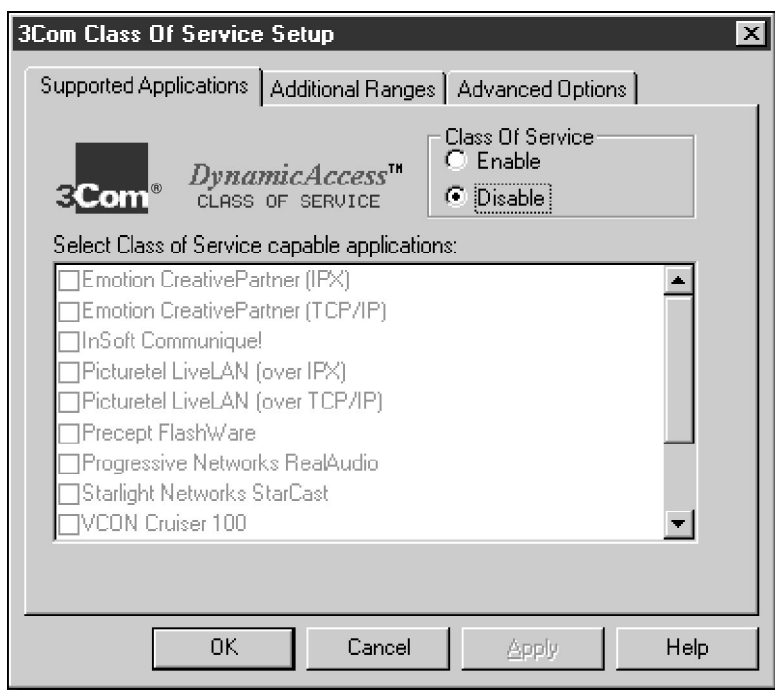 3Com Class Of Service Setup
Supported Applications Additional Ranges Advanced Options
Class Of Service
Enable
Disable
3Com®
DynamicAccess™
CLASS OF SERVICE
Select Class of Service capable applications:
Emotion CreativePartner (IPX)
Emotion CreativePartner (TCP/IP)
InSoft Communique!
Picturetel LiveLAN (over IPX)
Picturetel LiveLAN (over TCP/IP)
Precept FlashWare
Progressive Networks RealAudio
Starlight Networks StarCast
VCON Cruiser 100
OK Cancel Apply Help